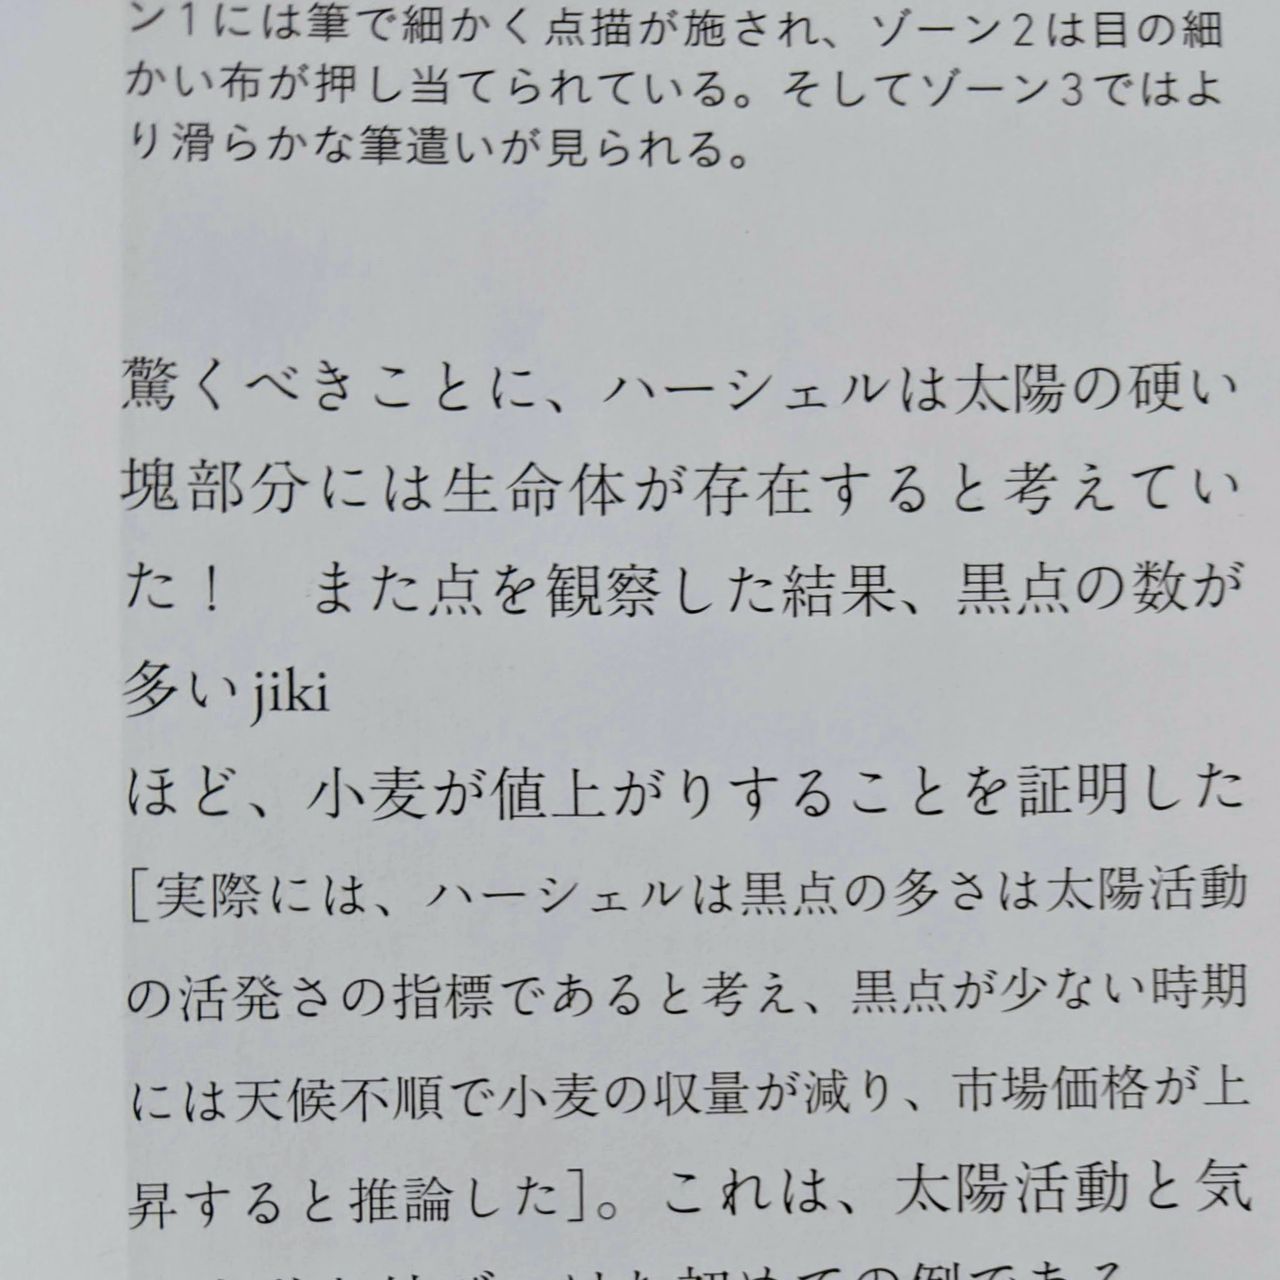 ン1には筆で細かく点描が施され、ゾーン2は目の細
かい布が押し当てられている。そしてゾーン3ではよ
り滑らかな筆遣いが見られる。
驚くべきことに、ハーシェルは太陽の硬い
塊部分には生命体が存在すると考えてい
た！　また点を観察した結果、黒点の数が
多いjiki
ほど、小麦が値上がりすることを証明した
[実際には、ハーシェルは黒点の多さは太陽活動
の活発さの指標であると考え、黒点が少ない時期
には天候不順で小麦の収量が減り、市場価格が上
昇すると推論した]。これは、太陽活動と気
初めての例である